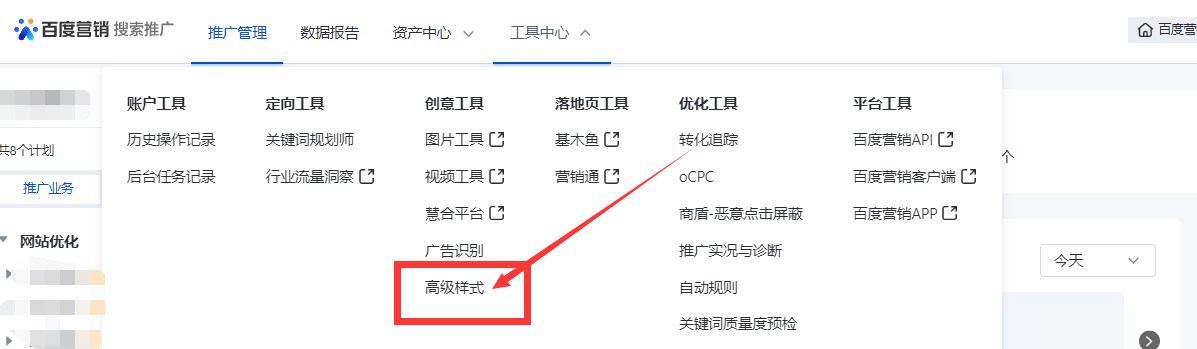 百度营销 搜索推广 推广管理 数据报告 资产中心 工具中心 百度营
账户工具 定向工具 创意工具 落地页工具 优化工具 平台工具
历史操作记录 关键词规划师 图片工具 基木鱼 转化追踪 百度营销API
共8个计划 个
后台任务记录 行业流量洞察 视频工具 营销通 oCPC 百度营销客户端
推广业务
慧合平台 商盾-恶意点击屏蔽 百度营销APP
网站优化
广告识别 推广实况与诊断
今天
高级样式 自动规则
关键词质量度预检